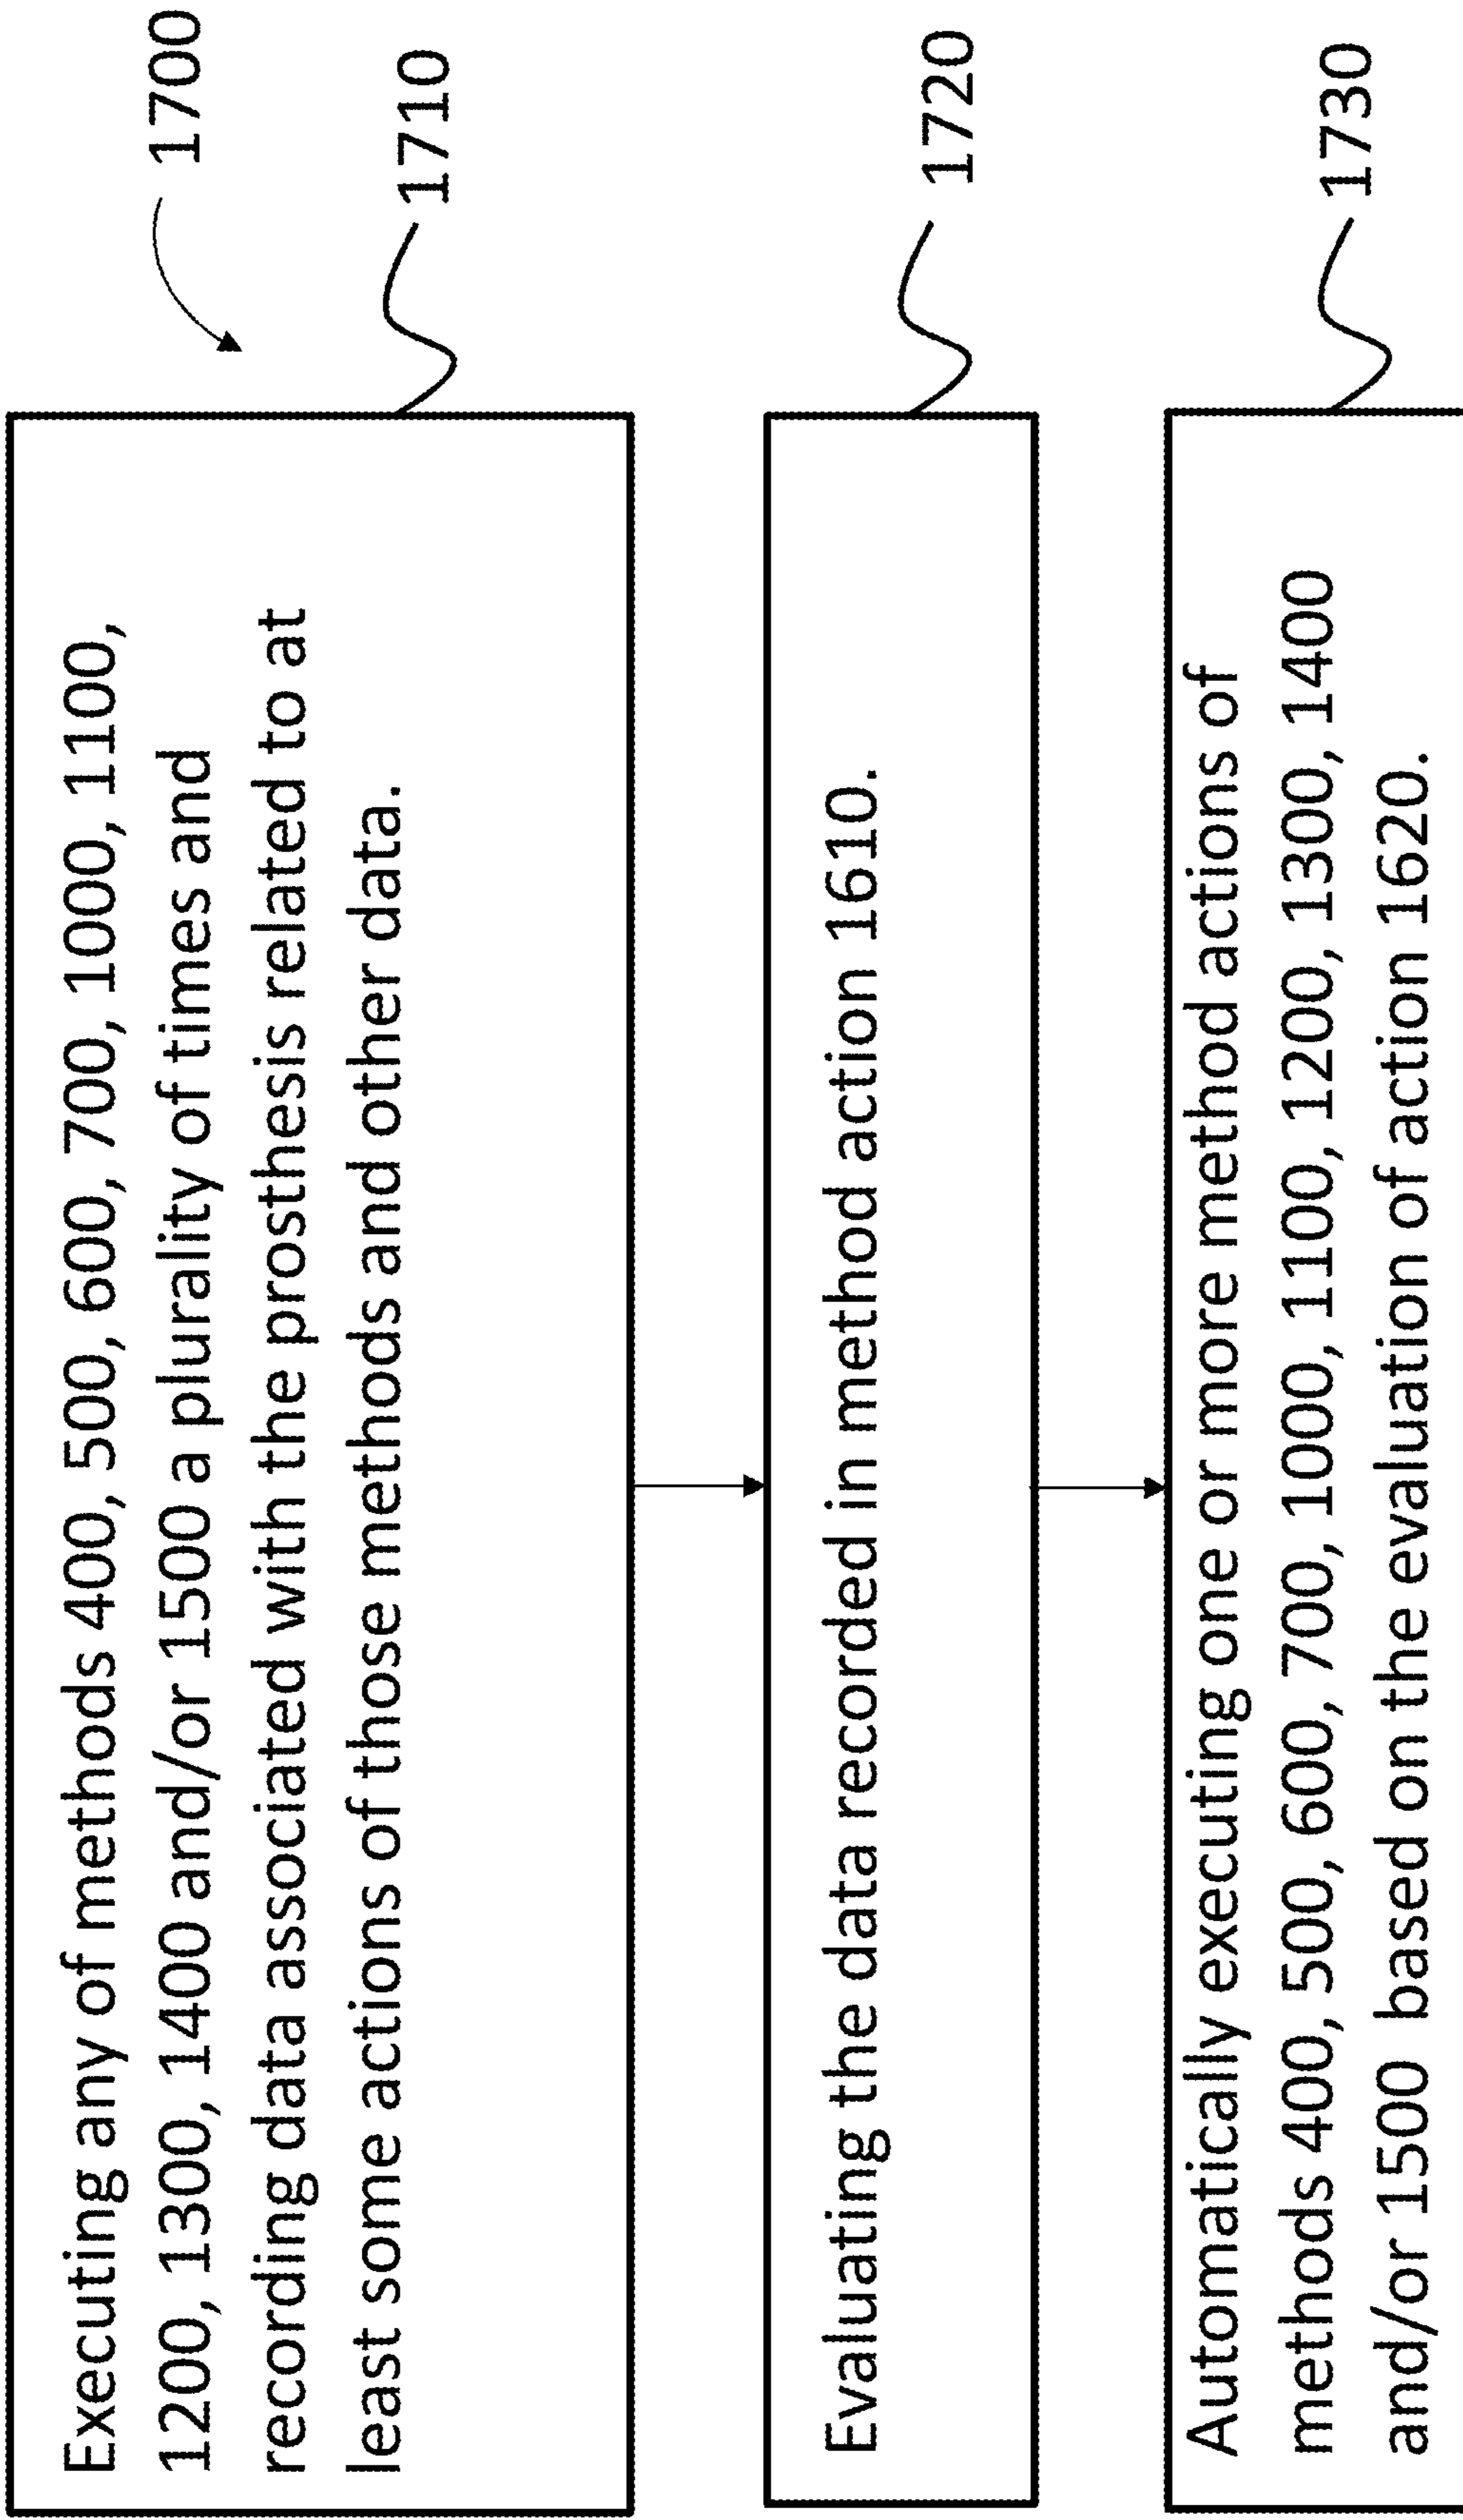 1700
Executing any of methods 400, 500, 600, 700, 1000, 1100,
1200, 1300, 1400 and/or 1500 a plurality of times and
recording data associated with the prosthesis related to at
least some actions of those methods and other data.
1710
Evaluating the data recorded in method action 1610.
1720
Automatically executing one or more method actions of
methods 400, 500, 600, 700, 1000, 1100, 1200, 1300, 1400
and/or 1500 based on the evaluation of action 1620.
1730